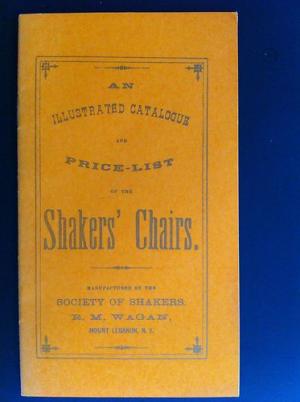 AN
ILLUSTRATED CATALOGUE
AND
PRICE-LIST
OF THE
Shakers' Chairs.
MANUFACTURED BY THE
SOCIETY OF SHAKERS.
R. M. WAGAN,
MOUNT LEBANON, N. Y.